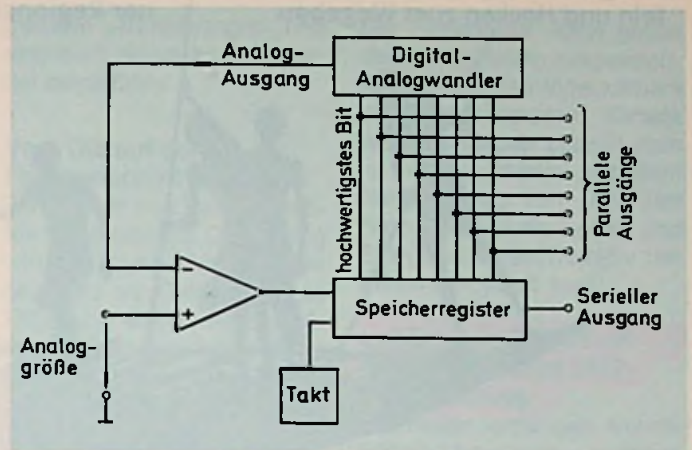 Analog-
Ausgang
Digital-
Analogwandler
hochwertigstes Bit
Parallele
Ausgänge
Speicherregister
Serieller
Ausgang
Analog-
größe
Takt